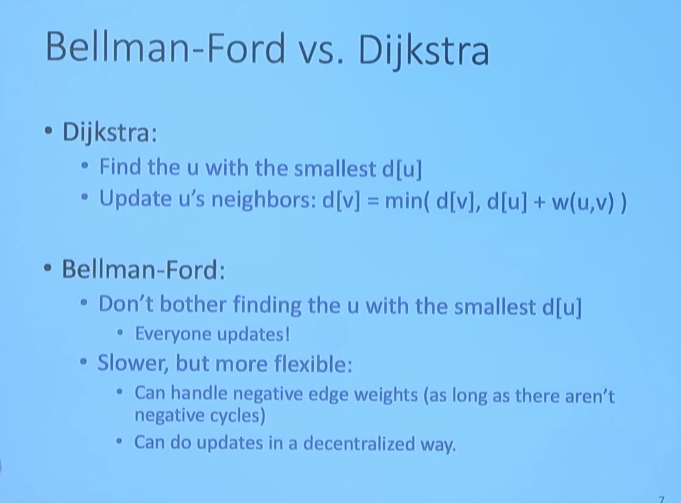 Bellman-Ford vs. Dijkstra
• Dijkstra:
• Find the u with the smallest d[u]
• Update u's neighbors: d[v] = min( d[v], d[u] + w(u,v) )
• Bellman-Ford:
• Don't bother finding the u with the smallest d[u]
• Everyone updates!
• Slower, but more flexible:
• Can handle negative edge weights (as long as there aren't
negative cycles)
• Can do updates in a decentralized way.
7